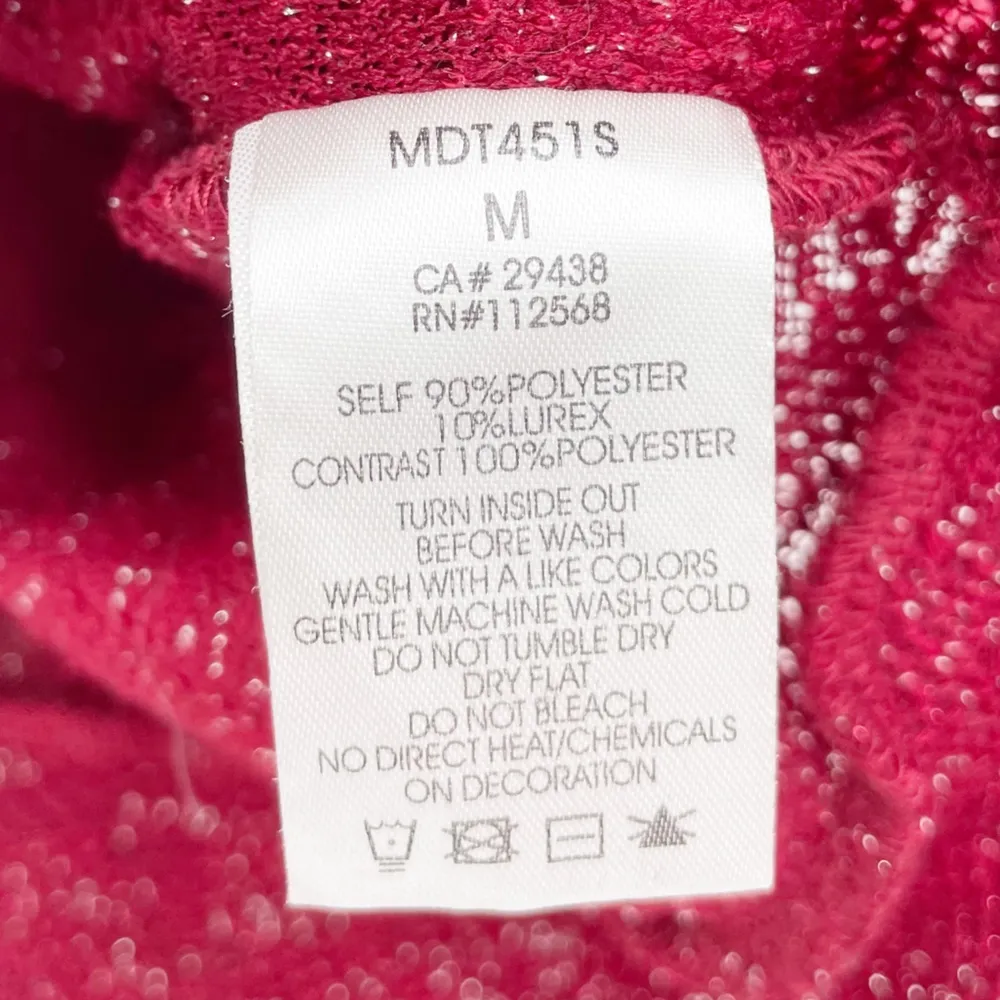 MDT451S
M
CA# 29438
RN#112568
SELF 90%POLYESTER
10%LUREX
CONTRAST 100%POLYESTER
TURN INSIDE OUT
BEFORE WASH
WASH WITH A LIKE COLORS
GENTLE MACHINE WASH COLD
DO NOT TUMBLE DRY
DRY FLAT
DO NOT BLEACH
NO DIRECT HEAT/CHEMICALS
ON DECORATION